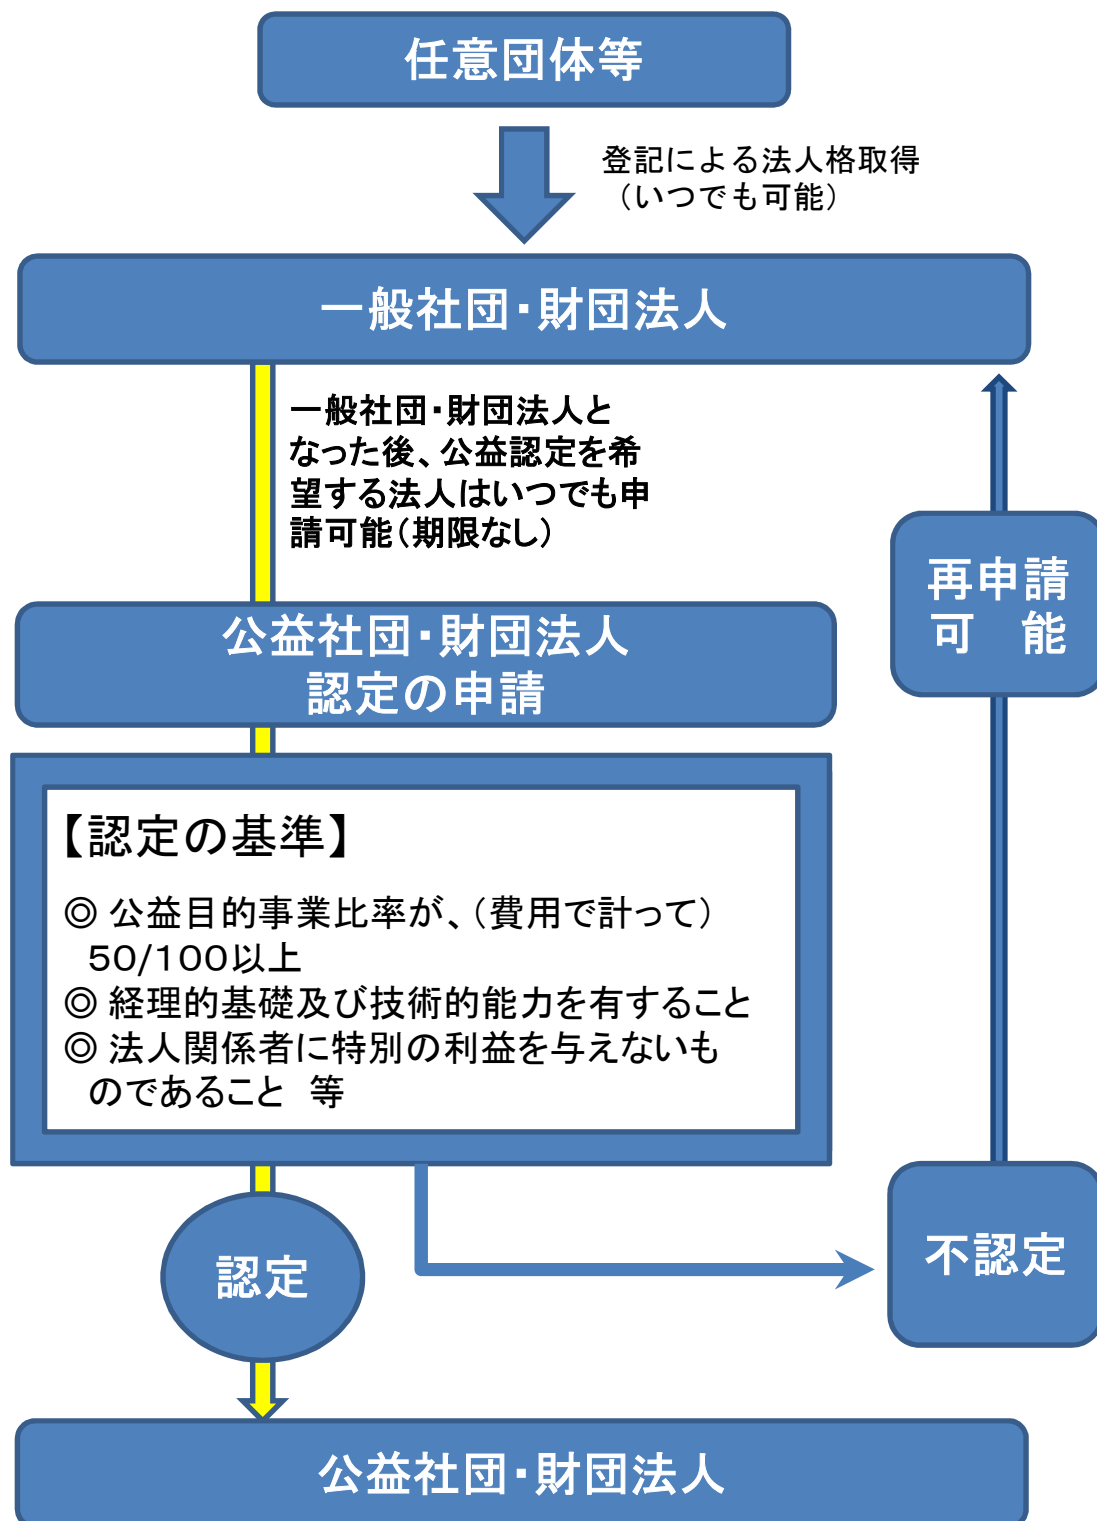 任意団体等
登記による法人格取得
（いつでも可能）
一般社団・財団法人
一般社団・財団法人と
なった後、公益認定を希
望する法人はいつでも申
請可能（期限なし）
再申請
可　能
公益社団・財団法人
認定の申請
【認定の基準】
◎ 公益目的事業比率が、（費用で計って）
50/100以上
◎ 経理的基礎及び技術的能力を有すること
◎ 法人関係者に特別の利益を与えないも
のであること　等
認定
不認定
公益社団・財団法人